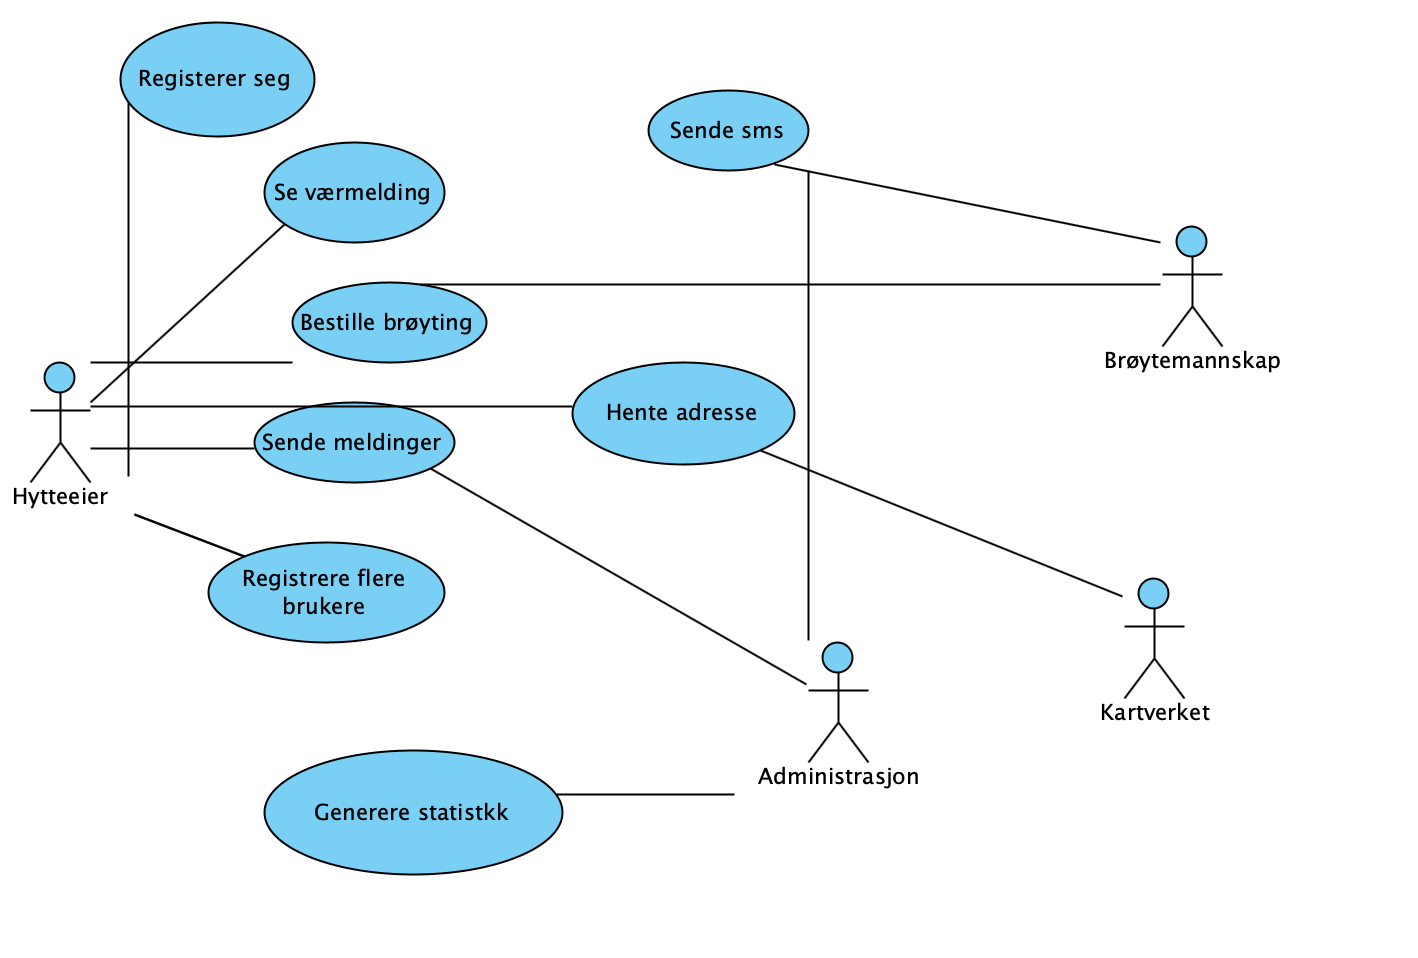 Registerer seg
Sende sms
Se værmelding
Bestille brøyting
Brøytemannskap
Hente adresse
Sende meldinger
Hytteeier
Registrere flere
brukere
Kartverket
Administrasjon
Generere statistkk